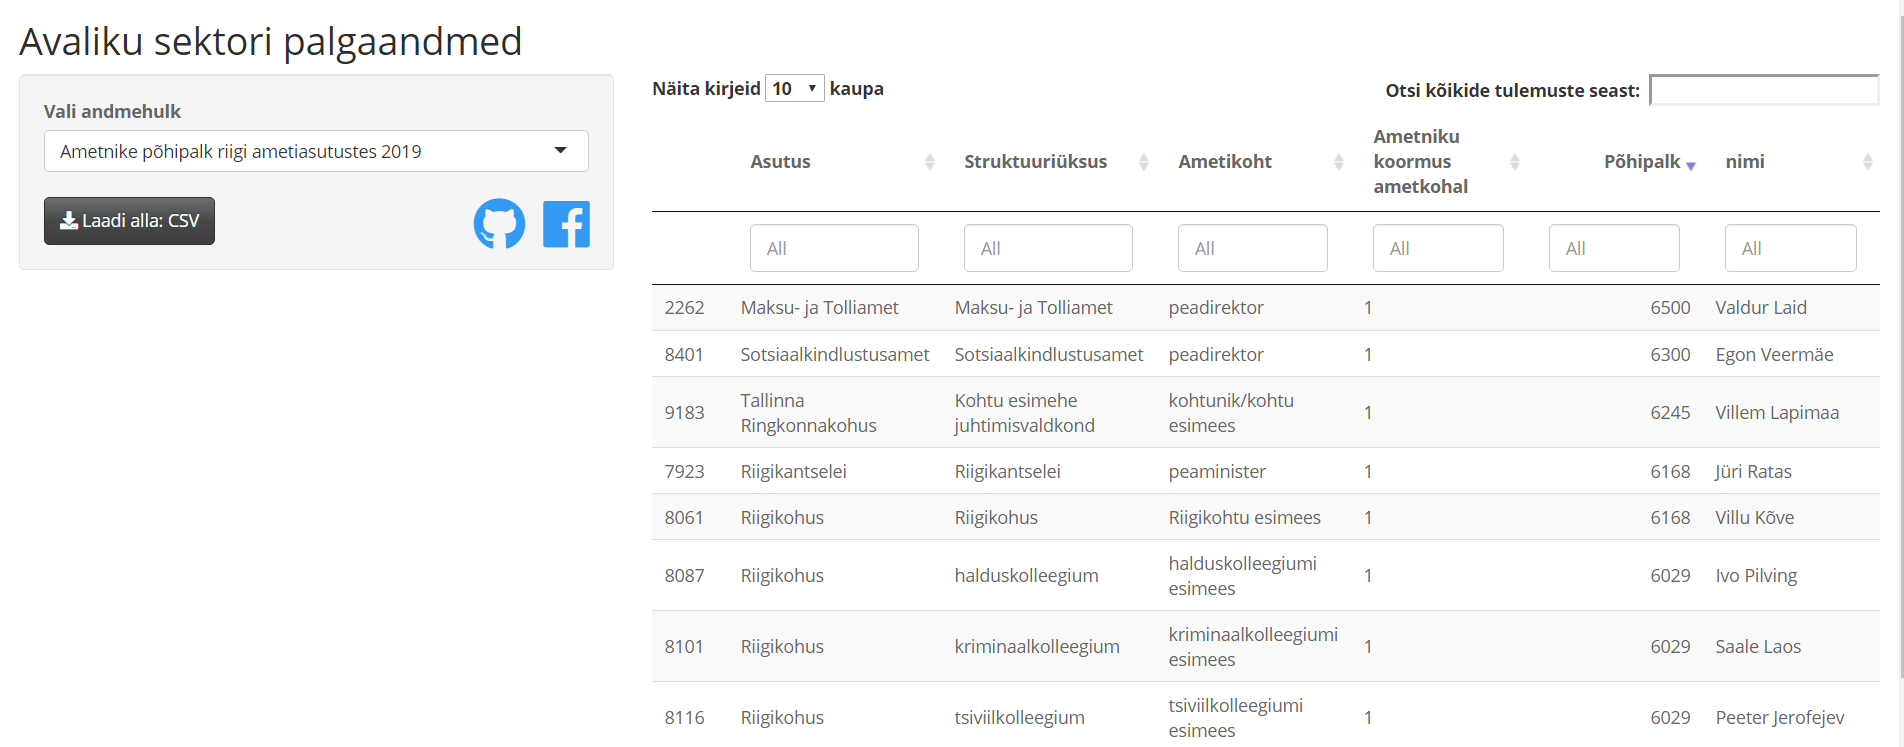 Avaliku sektori palgaandmed
Vali andmehulk
Ametnike põhipalk riigi ametiasutustes 2019
Laadi alla: CSV
Näita kirjeid 10 kaupa
Otsi kõikide tulemuste seast:
Asutus Struktuuriüksus Ametikoht Ametniku koormus ametkohal Põhipalk nimi
All All All All All All
2262 Maksu- ja Tolliamet Maksu- ja Tolliamet peadirektor 1 6500 Valdur Laid
8401 Sotsiaalkindlustusamet Sotsiaalkindlustusamet peadirektor 1 6300 Egon Veermäe
9183 Tallinna Ringkonnakohus Kohtu esimehe juhtimisvaldkond kohtunik/kohtu esimees 1 6245 Villem Lapimaa
7923 Riigikantselei Riigikantselei peaminister 1 6168 Jüri Ratas
8061 Riigikohus Riigikohus Riigikohtu esimees 1 6168 Villu Kõve
8087 Riigikohus halduskolleegium halduskolleegiumi esimees 1 6029 Ivo Pilving
8101 Riigikohus kriminaalkolleegium kriminaalkolleegiumi esimees 1 6029 Saale Laos
8116 Riigikohus tsiviilkolleegium tsiviilkolleegiumi esimees 1 6029 Peeter Jerofejev